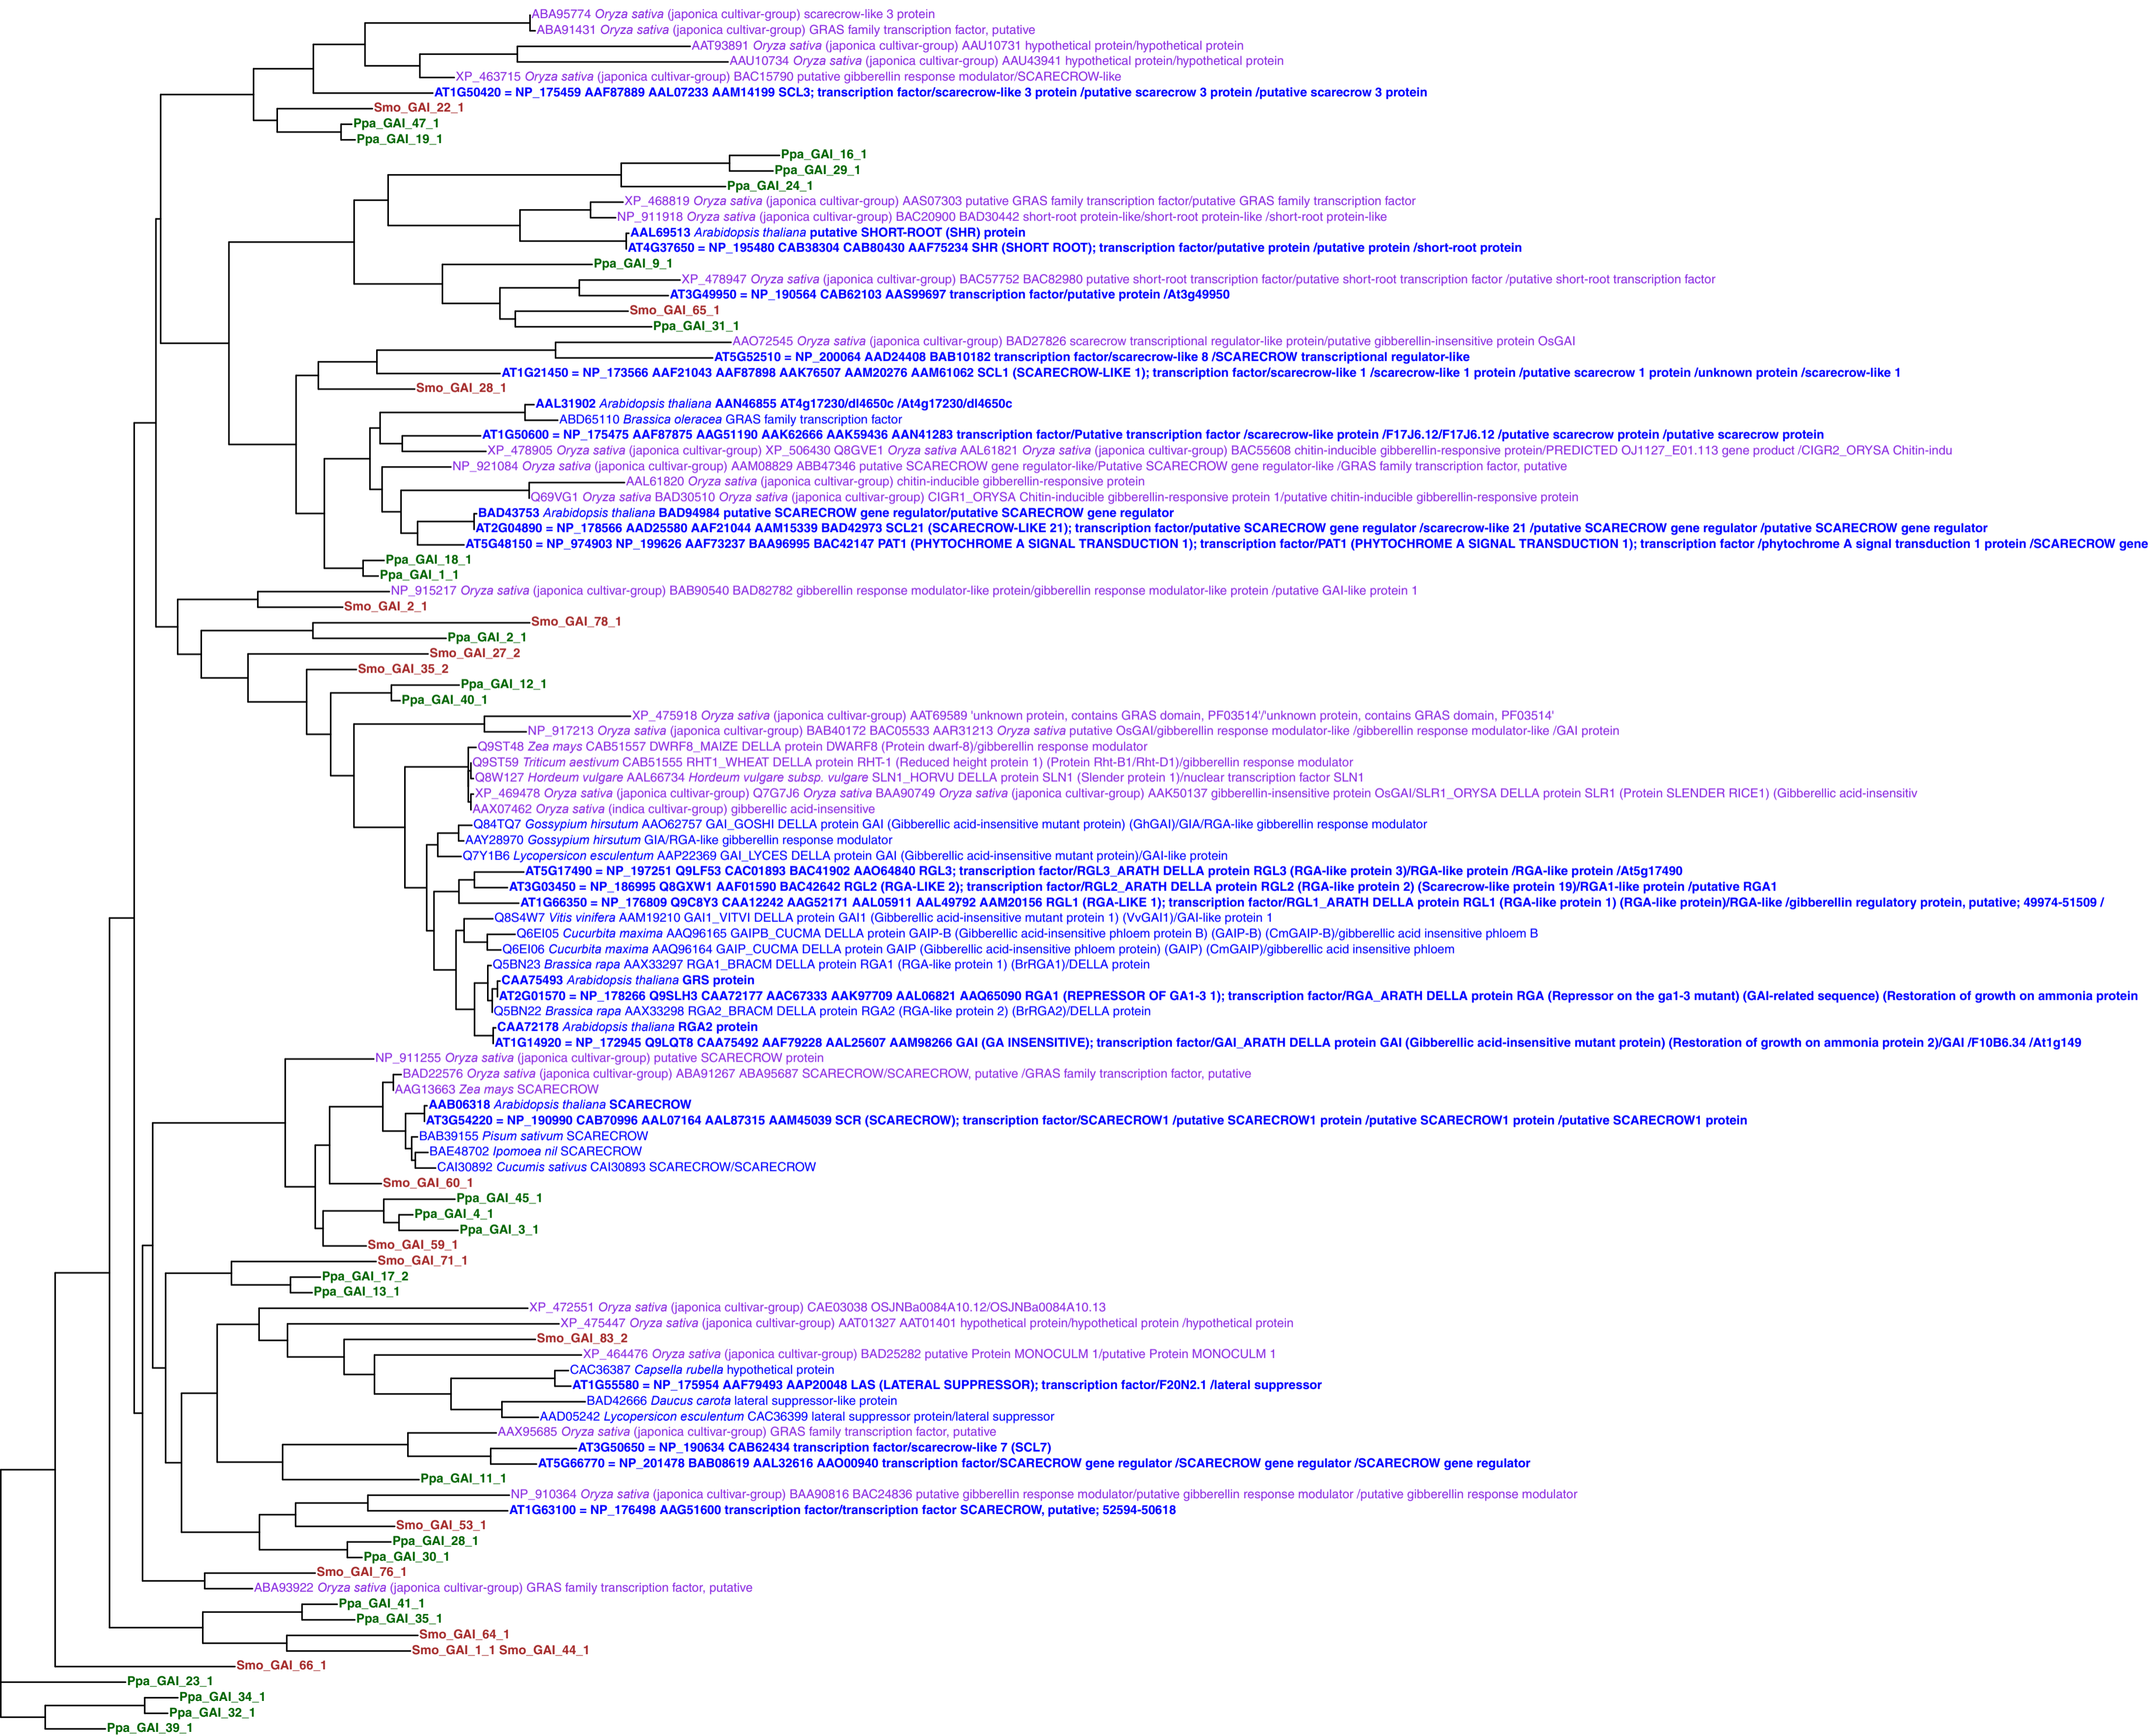 ABA95774 Oryza sativa (japonica cultivar-group) scarecrow-like 3 protein
ABA91431 Oryza sativa (japonica cultivar-group) GRAS family transcription factor, putative
AAT93891 Oryza sativa (japonica cultivar-group) AAU10731 hypothetical protein/hypothetical protein
AAU10734 Oryza sativa (japonica cultivar-group) AAU43941 hypothetical protein/hypothetical protein
XP_463715 Oryza sativa (japonica cultivar-group) BAC15790 putative gibberellin response modulator/SCARECROW-like
AT1G50420 = NP_175459 AAF87889 AAL07233 AAM14199 SCL3; transcription factor/scarecrow-like 3 protein /putative scarecrow 3 protein /putative scarecrow 3 protein
Smo_GAI_22_1
Ppa_GAI_47_1
Ppa_GAI_19_1
Ppa_GAI_16_1
Ppa_GAI_29_1
Ppa_GAI_24_1
XP_468819 Oryza sativa (japonica cultivar-group) AAS07303 putative GRAS family transcription factor/putative GRAS family transcription factor
NP_911918 Oryza sativa (japonica cultivar-group) BAC20900 BAD30442 short-root protein-like/short-root protein-like /short-root protein-like
AAL69513 Arabidopsis thaliana putative SHORT-ROOT (SHR) protein
AT4G37650 = NP_195480 CAB38304 CAB80430 AAF75234 SHR (SHORT ROOT); transcription factor/putative protein /putative protein /short-root protein
Ppa_GAI_9_1
XP_478947 Oryza sativa (japonica cultivar-group) BAC57752 BAC82980 putative short-root transcription factor/putative short-root transcription factor /putative short-root transcription factor
AT3G49950 = NP_190564 CAB62103 AAS99697 transcription factor/putative protein /At3g49950
Smo_GAI_65_1
Ppa_GAI_31_1
AAO72545 Oryza sativa (japonica cultivar-group) BAD27826 scarecrow transcriptional regulator-like protein/putative gibberellin-insensitive protein OsGAI
AT5G52510 = NP_200064 AAD24408 BAB10182 transcription factor/scarecrow-like 8 /SCARECROW transcriptional regulator-like
AT1G21450 = NP_173566 AAF21043 AAF87898 AAK76507 AAM20276 AAM61062 SCL1 (SCARECROW-LIKE 1); transcription factor/scarecrow-like 1 /scarecrow-like 1 protein /putative scarecrow 1 protein /unknown protein /scarecrow-like 1
Smo_GAI_28_1
AAL31902 Arabidopsis thaliana AAN46855 AT4g17230/dl4650c /At4g17230/dl4650c
ABD65110 Brassica oleracea GRAS family transcription factor
AT1G50600 = NP_175475 AAF87875 AAG51190 AAK62666 AAK59436 AAN41283 transcription factor/Putative transcription factor /scarecrow-like protein /F17J6.12/F17J6.12 /putative scarecrow protein /putative scarecrow protein
XP_478905 Oryza sativa (japonica cultivar-group) XP_506430 Q8GVE1 Oryza sativa AAL61821 Oryza sativa (japonica cultivar-group) BAC55608 chitin-inducible gibberellin-responsive protein/PREDICTED OJ1127_E01.113 gene product /CIGR2_ORYSA Chitin-indu
NP_921084 Oryza sativa (japonica cultivar-group) AAM08829 ABB47346 putative SCARECROW gene regulator-like/Putative SCARECROW gene regulator-like /GRAS family transcription factor, putative
AAL61820 Oryza sativa (japonica cultivar-group) chitin-inducible gibberellin-responsive protein
Q69VG1 Oryza sativa BAD30510 Oryza sativa (japonica cultivar-group) CIGR1_ORYSA Chitin-inducible gibberellin-responsive protein 1/putative chitin-inducible gibberellin-responsive protein
BAD43753 Arabidopsis thaliana BAD94984 putative SCARECROW gene regulator/putative SCARECROW gene regulator
AT2G04890 = NP_178566 AAD25580 AAF21044 AAM15339 BAD42973 SCL21 (SCARECROW-LIKE 21); transcription factor/putative SCARECROW gene regulator /scarecrow-like 21 /putative SCARECROW gene regulator /putative SCARECROW gene regulator
AT5G48150 = NP_974903 NP_199626 AAF73237 BAA96995 BAC42147 PAT1 (PHYTOCHROME A SIGNAL TRANSDUCTION 1); transcription factor/PAT1 (PHYTOCHROME A SIGNAL TRANSDUCTION 1); transcription factor /phytochrome A signal transduction 1 protein /SCARECROW gene
Ppa_GAI_18_1
Ppa_GAI_1_1
NP_915217 Oryza sativa (japonica cultivar-group) BAB90540 BAD82782 gibberellin response modulator-like protein/gibberellin response modulator-like protein /putative GAI-like protein 1
Smo_GAI_2_1
Smo_GAI_78_1
Ppa_GAI_2_1
Smo_GAI_27_2
Smo_GAI_35_2
Ppa_GAI_12_1
Ppa_GAI_40_1
XP_475918 Oryza sativa (japonica cultivar-group) AAT69589 'unknown protein, contains GRAS domain, PF03514'/'unknown protein, contains GRAS domain, PF03514'
NP_917213 Oryza sativa (japonica cultivar-group) BAB40172 BAC05533 AAR31213 Oryza sativa putative OsGAI/gibberellin response modulator-like /gibberellin response modulator-like /GAI protein
Q9ST48 Zea mays CAB51557 DWRF8_MAIZE DELLA protein DWARF8 (Protein dwarf-8)/gibberellin response modulator
Q9ST59 Triticum aestivum CAB51555 RHT1_WHEAT DELLA protein RHT-1 (Reduced height protein 1) (Protein Rht-B1/Rht-D1)/gibberellin response modulator
Q8W127 Hordeum vulgare AAL66734 Hordeum vulgare subsp. vulgare SLN1_HORVU DELLA protein SLN1 (Slender protein 1)/nuclear transcription factor SLN1
XP_469478 Oryza sativa (japonica cultivar-group) Q7G7J6 Oryza sativa BAA90749 Oryza sativa (japonica cultivar-group) AAK50137 gibberellin-insensitive protein OsGAI/SLR1_ORYSA DELLA protein SLR1 (Protein SLENDER RICE1) (Gibberellic acid-insensitiv
AAX07462 Oryza sativa (indica cultivar-group) gibberellic acid-insensitive
Q84TQ7 Gossypium hirsutum AAO62757 GAI_GOSHI DELLA protein GAI (Gibberellic acid-insensitive mutant protein) (GhGAI)/GIA/RGA-like gibberellin response modulator
AAY28970 Gossypium hirsutum GIA/RGA-like gibberellin response modulator
Q7Y1B6 Lycopersicon esculentum AAP22369 GAI_LYCES DELLA protein GAI (Gibberellic acid-insensitive mutant protein)/GAI-like protein
AT5G17490 = NP_197251 Q9LF53 CAC01893 BAC41902 AAO64840 RGL3; transcription factor/RGL3_ARATH DELLA protein RGL3 (RGA-like protein 3)/RGA-like protein /RGA-like protein /At5g17490
AT3G03450 = NP_186995 Q8GXW1 AAF01590 BAC42642 RGL2 (RGA-LIKE 2); transcription factor/RGL2_ARATH DELLA protein RGL2 (RGA-like protein 2) (Scarecrow-like protein 19)/RGA1-like protein /putative RGA1
AT1G66350 = NP_176809 Q9C8Y3 CAA12242 AAG52171 AAL05911 AAL49792 AAM20156 RGL1 (RGA-LIKE 1); transcription factor/RGL1_ARATH DELLA protein RGL1 (RGA-like protein 1) (RGA-like protein)/RGA-like /gibberellin regulatory protein, putative; 49974-51509 /
Q8S4W7 Vitis vinifera AAM19210 GAI1_VITVI DELLA protein GAI1 (Gibberellic acid-insensitive mutant protein 1) (VvGAI1)/GAI-like protein 1
Q6EI05 Cucurbita maxima AAQ96165 GAIPB_CUCMA DELLA protein GAIP-B (Gibberellic acid-insensitive phloem protein B) (GAIP-B) (CmGAIP-B)/gibberellic acid insensitive phloem B
Q6EI06 Cucurbita maxima AAQ96164 GAIP_CUCMA DELLA protein GAIP (Gibberellic acid-insensitive phloem protein) (GAIP) (CmGAIP)/gibberellic acid insensitive phloem
Q5BN23 Brassica rapa AAX33297 RGA1_BRACM DELLA protein RGA1 (RGA-like protein 1) (BrRGA1)/DELLA protein
CAA75493 Arabidopsis thaliana GRS protein
AT2G01570 = NP_178266 Q9SLH3 CAA72177 AAC67333 AAK97709 AAL06821 AAQ65090 RGA1 (REPRESSOR OF GA1-3 1); transcription factor/RGA_ARATH DELLA protein RGA (Repressor on the ga1-3 mutant) (GAI-related sequence) (Restoration of growth on ammonia protein
Q5BN22 Brassica rapa AAX33298 RGA2_BRACM DELLA protein RGA2 (RGA-like protein 2) (BrRGA2)/DELLA protein
CAA72178 Arabidopsis thaliana RGA2 protein
AT1G14920 = NP_172945 Q9LQT8 CAA75492 AAF79228 AAL25607 AAM98266 GAI (GA INSENSITIVE); transcription factor/GAI_ARATH DELLA protein GAI (Gibberellic acid-insensitive mutant protein) (Restoration of growth on ammonia protein 2)/GAI /F10B6.34 /At1g149
NP_911255 Oryza sativa (japonica cultivar-group) putative SCARECROW protein
BAD22576 Oryza sativa (japonica cultivar-group) ABA91267 ABA95687 SCARECROW/SCARECROW, putative /GRAS family transcription factor, putative
AAG13663 Zea mays SCARECROW
AAB06318 Arabidopsis thaliana SCARECROW
AT3G54220 = NP_190990 CAB70996 AAL07164 AAL87315 AAM45039 SCR (SCARECROW); transcription factor/SCARECROW1 /putative SCARECROW1 protein /putative SCARECROW1 protein /putative SCARECROW1 protein
BAB39155 Pisum sativum SCARECROW
BAE48702 Ipomoea nil SCARECROW
CAI30892 Cucumis sativus CAI30893 SCARECROW/SCARECROW
Smo_GAI_60_1
Ppa_GAI_45_1
Ppa_GAI_4_1
Ppa_GAI_3_1
Smo_GAI_59_1
Smo_GAI_71_1
Ppa_GAI_17_2
Ppa_GAI_13_1
XP_472551 Oryza sativa (japonica cultivar-group) CAE03038 OSJNBa0084A10.12/OSJNBa0084A10.13
XP_475447 Oryza sativa (japonica cultivar-group) AAT01327 AAT01401 hypothetical protein/hypothetical protein /hypothetical protein
Smo_GAI_83_2
XP_464476 Oryza sativa (japonica cultivar-group) BAD25282 putative Protein MONOCULM 1/putative Protein MONOCULM 1
CAC36387 Capsella rubella hypothetical protein
AT1G55580 = NP_175954 AAF79493 AAP20048 LAS (LATERAL SUPPRESSOR); transcription factor/F20N2.1 /lateral suppressor
BAD42666 Daucus carota lateral suppressor-like protein
AAD05242 Lycopersicon esculentum CAC36399 lateral suppressor protein/lateral suppressor
AAX95685 Oryza sativa (japonica cultivar-group) GRAS family transcription factor, putative
AT3G50650 = NP_190634 CAB62434 transcription factor/scarecrow-like 7 (SCL7)
AT5G66770 = NP_201478 BAB08619 AAL32616 AAO00940 transcription factor/SCARECROW gene regulator /SCARECROW gene regulator /SCARECROW gene regulator
Ppa_GAI_11_1
NP_910364 Oryza sativa (japonica cultivar-group) BAA90816 BAC24836 putative gibberellin response modulator/putative gibberellin response modulator /putative gibberellin response modulator
AT1G63100 = NP_176498 AAG51600 transcription factor/transcription factor SCARECROW, putative; 52594-50618
Smo_GAI_53_1
Ppa_GAI_28_1
Ppa_GAI_30_1
Smo_GAI_76_1
ABA93922 Oryza sativa (japonica cultivar-group) GRAS family transcription factor, putative
Ppa_GAI_41_1
Ppa_GAI_35_1
Smo_GAI_64_1
Smo_GAI_1_1 Smo_GAI_44_1
Smo_GAI_66_1
Ppa_GAI_23_1
Ppa_GAI_34_1
Ppa_GAI_32_1
Ppa_GAI_39_1